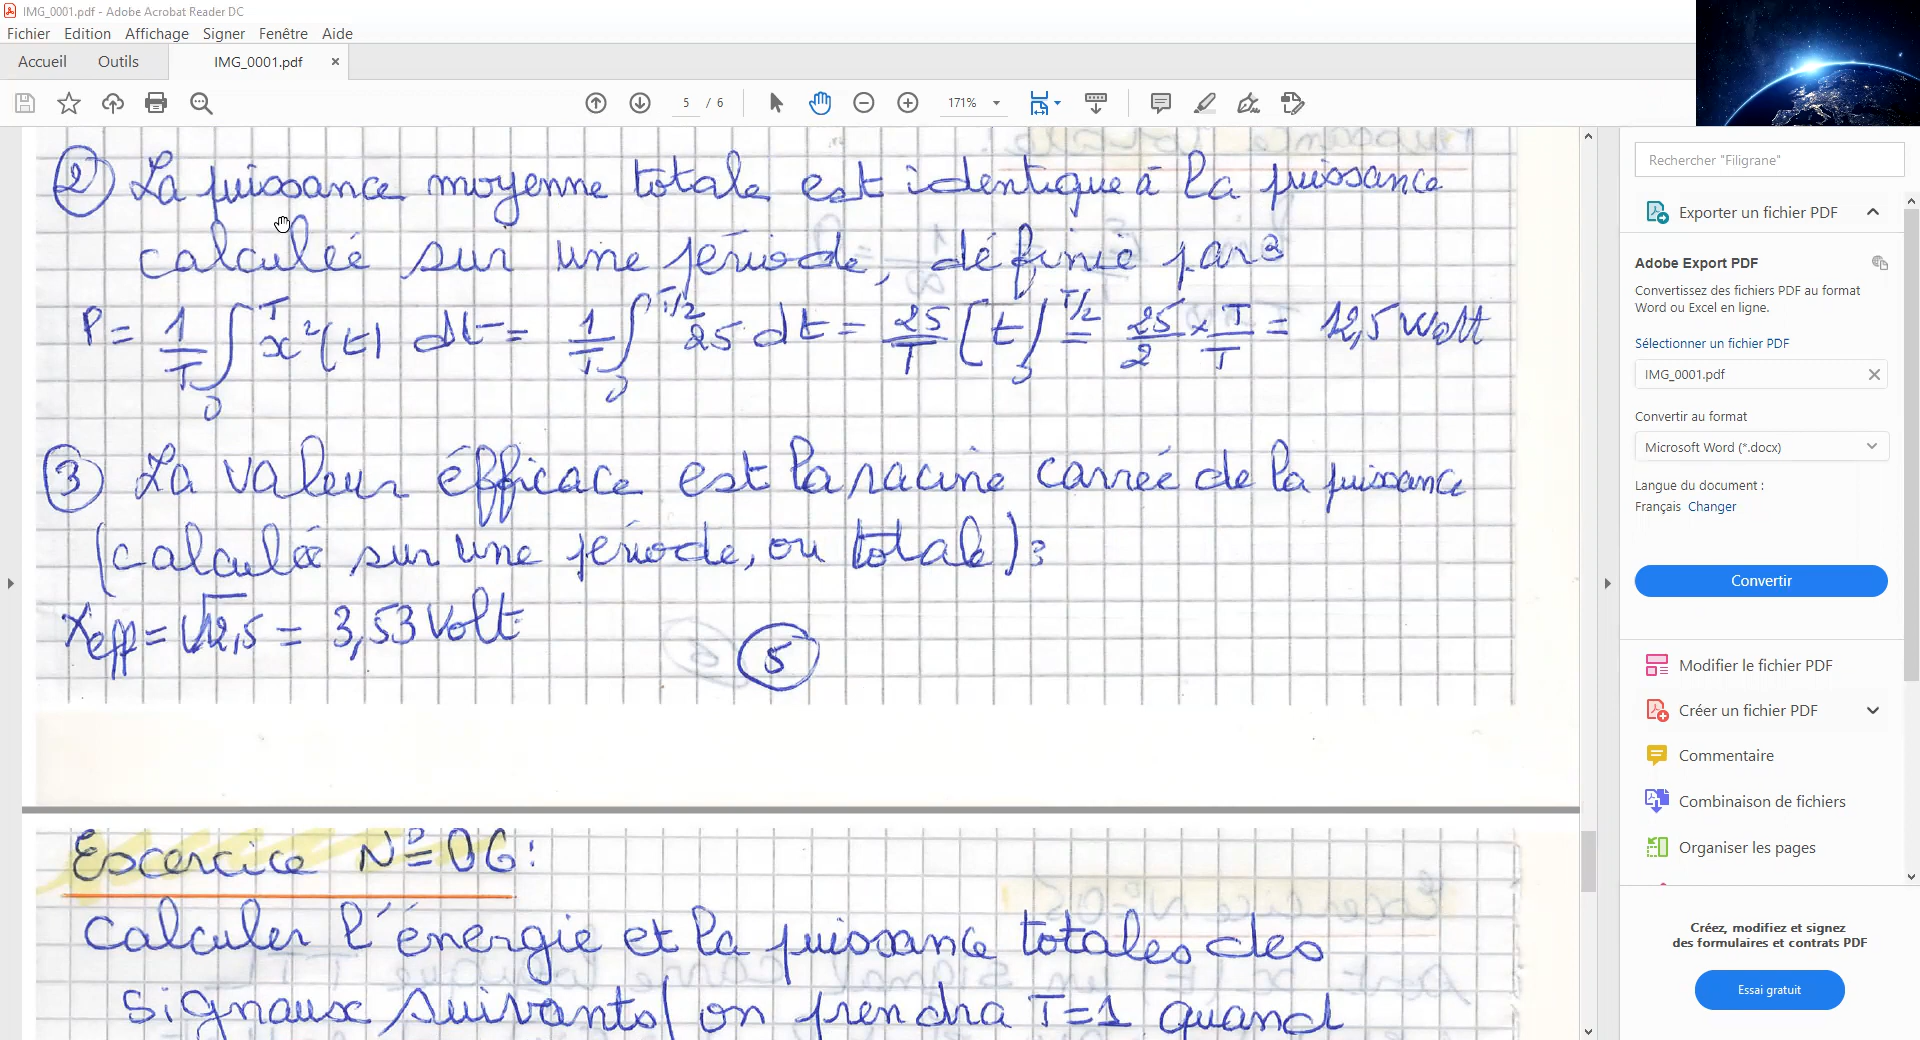 IMG_0001.pdf - Adobe Acrobat Reader DC
Fichier Edition Affichage Signer Fenêtre Aide
Accueil Outils IMG_0001.pdf ×
5 / 6 171%
② La puissance moyenne totale est identique à la puissance
calculeé sur une période, définie par :
P = 1/T ∫₀ᵀ x²(t) dt = 1/T ∫₀^T/2 25 dt = 25/T [t]₀^T/2 = 25/2 × T/T = 12,5 Watt
③ La valeur éfficace est la racine carreé de la puissance
(calculée sur une période, ou totale) :
Xeff = √12,5 = 3,53 Volt
⑤
Excercice N° 06 :
Calculer l'énergie et la puissance totales des
signaux suivants ( on prendra T=1 quand
Rechercher "Filigrane"
Exporter un fichier PDF
Adobe Export PDF
Convertissez des fichiers PDF au format
Word ou Excel en ligne.
Sélectionner un fichier PDF
IMG_0001.pdf
Convertir au format
Microsoft Word (*.docx)
Langue du document :
Français Changer
Convertir
Modifier le fichier PDF
Créer un fichier PDF
Commentaire
Combinaison de fichiers
Organiser les pages
Créez, modifiez et signez
des formulaires et contrats PDF
Essai gratuit